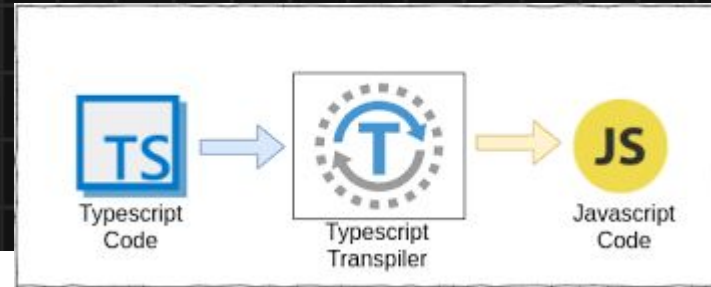 TS
Typescript
Code
T
Typescript
Transpiler
JS
Javascript
Code